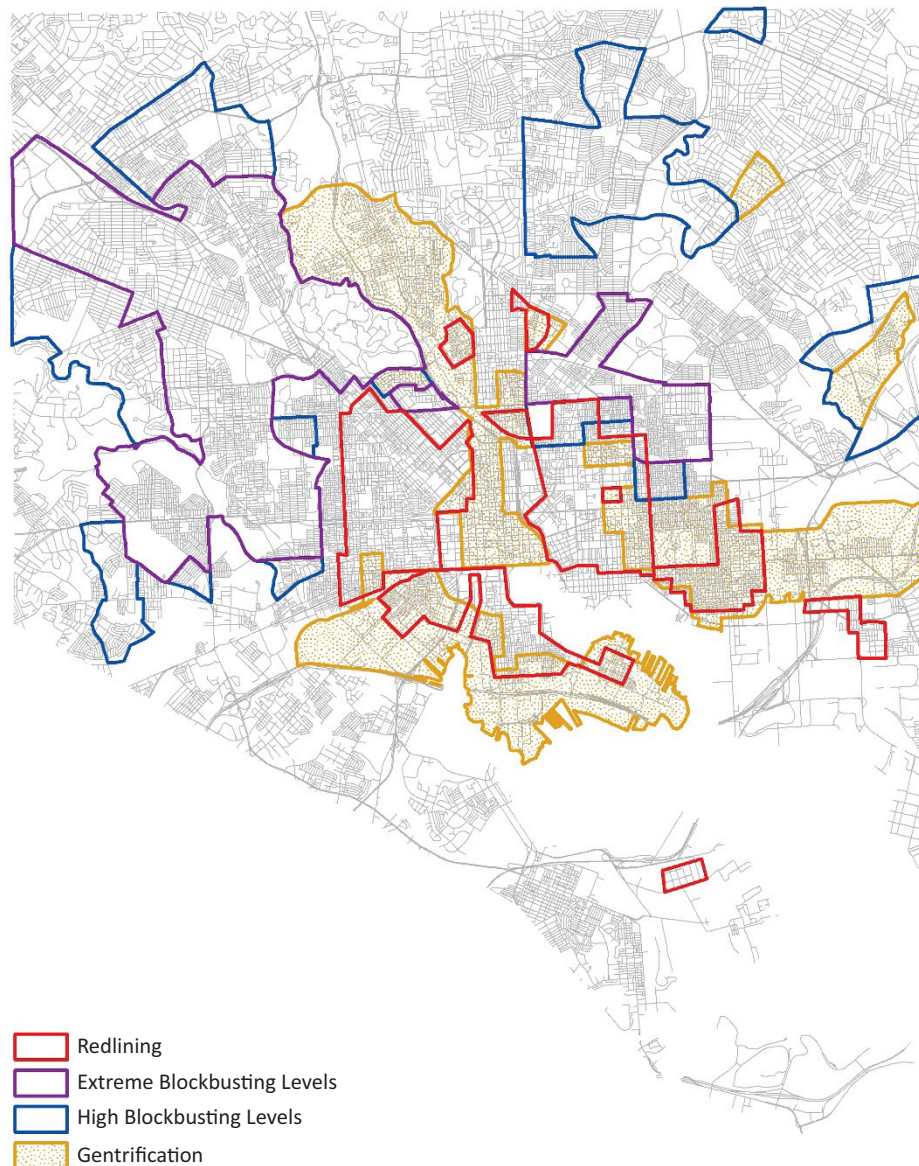 Redlining
Extreme Blockbusting Levels
High Blockbusting Levels
Gentrification